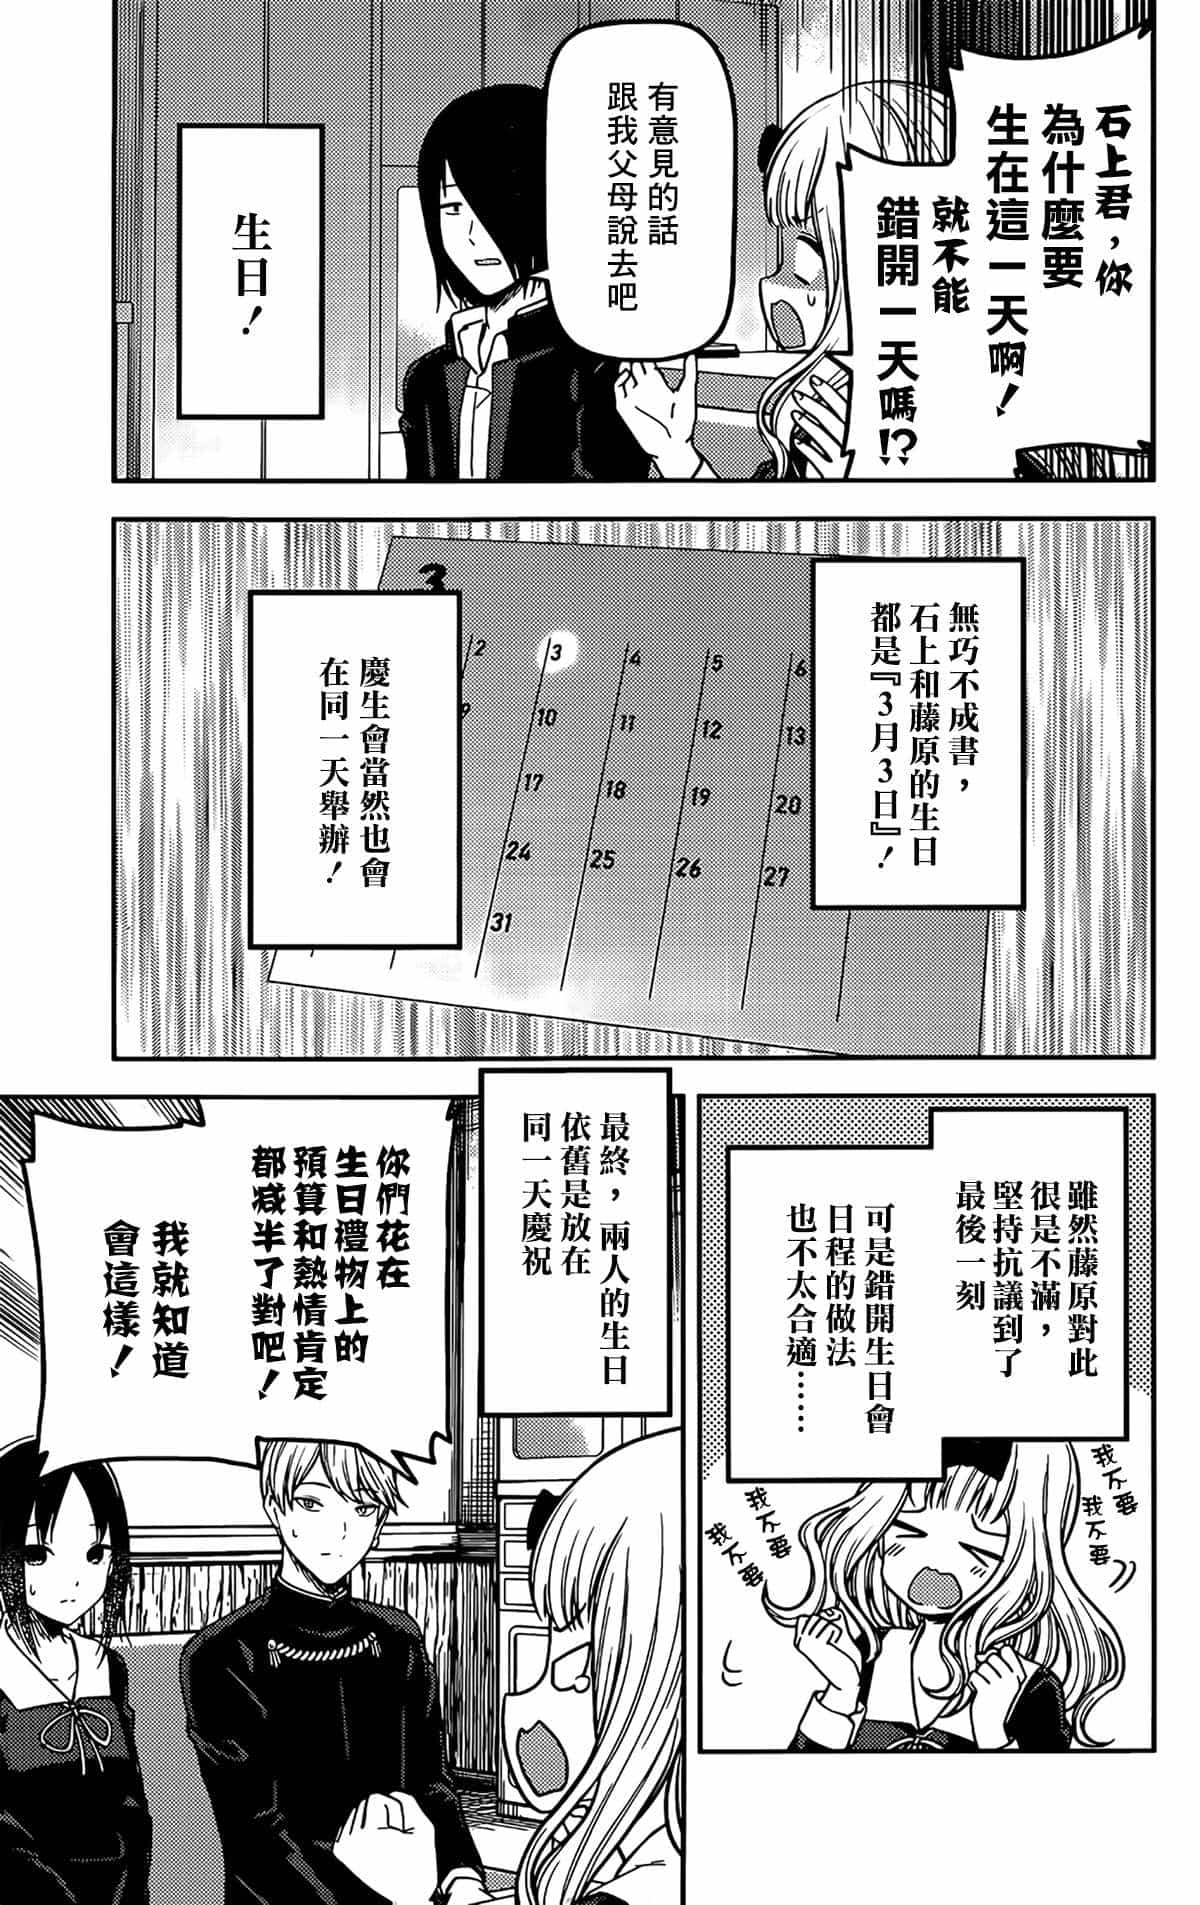 石上君，你
為什麼要
生在這一天啊！
就不能
錯開一天嗎!?
有意見的話
跟我父母說去吧
生日！
無巧不成書，
石上和藤原的生日
都是『3月3日』！
3
2
3
4
5
6
9
10
11
12
13
17
18
19
20
24
25
26
27
31
慶生會當然也會
在同一天舉辦！
雖然藤原對此
很是不滿，
堅持抗議到了
最後一刻
可是錯開生日會
日程的做法
也不太合適……
我不要
我不要
我不要
我不要
最終，兩人的生日
依舊是放在
同一天慶祝
你們花在
生日禮物上的
預算和熱情肯定
都減半了對吧！
我就知道
會這樣！